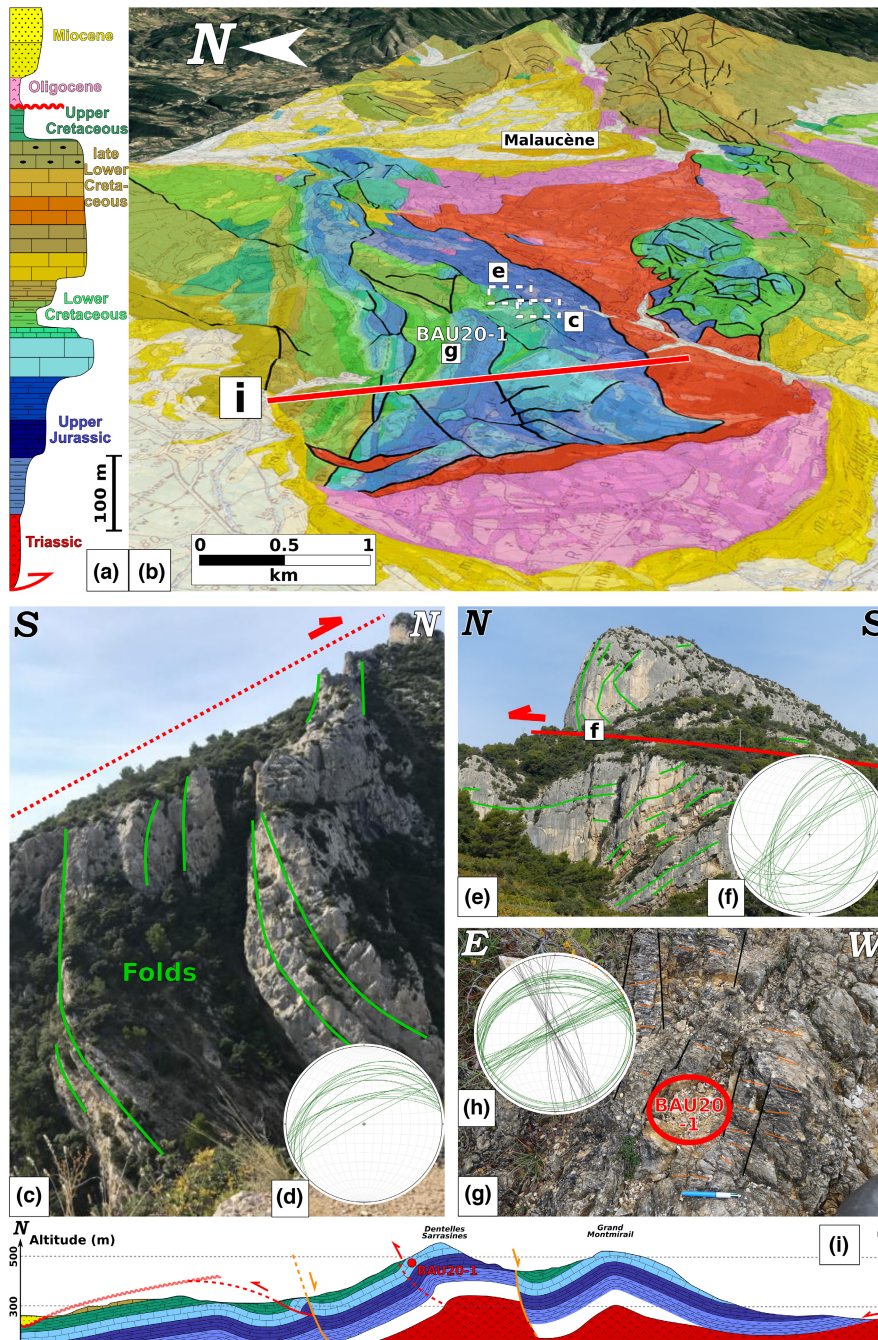 Miocene
Oligocene
Upper
Cretaceous
late
Lower
Creta-
ceous
Lower
Cretaceous
Upper
Jurassic
100 m
Triassic
(a)
(b)
N
Malaucène
e
c
BAU20-1
g
i
0 0.5 1
km
S
N
Folds
(c)
(d)
N
S
f
(e)
(f)
E
W
(h)
BAU20
-1
(g)
N
Altitude (m)
500
300
Dentelles
Sarrasines
Grand
Montmirail
BAU20-1
(i)